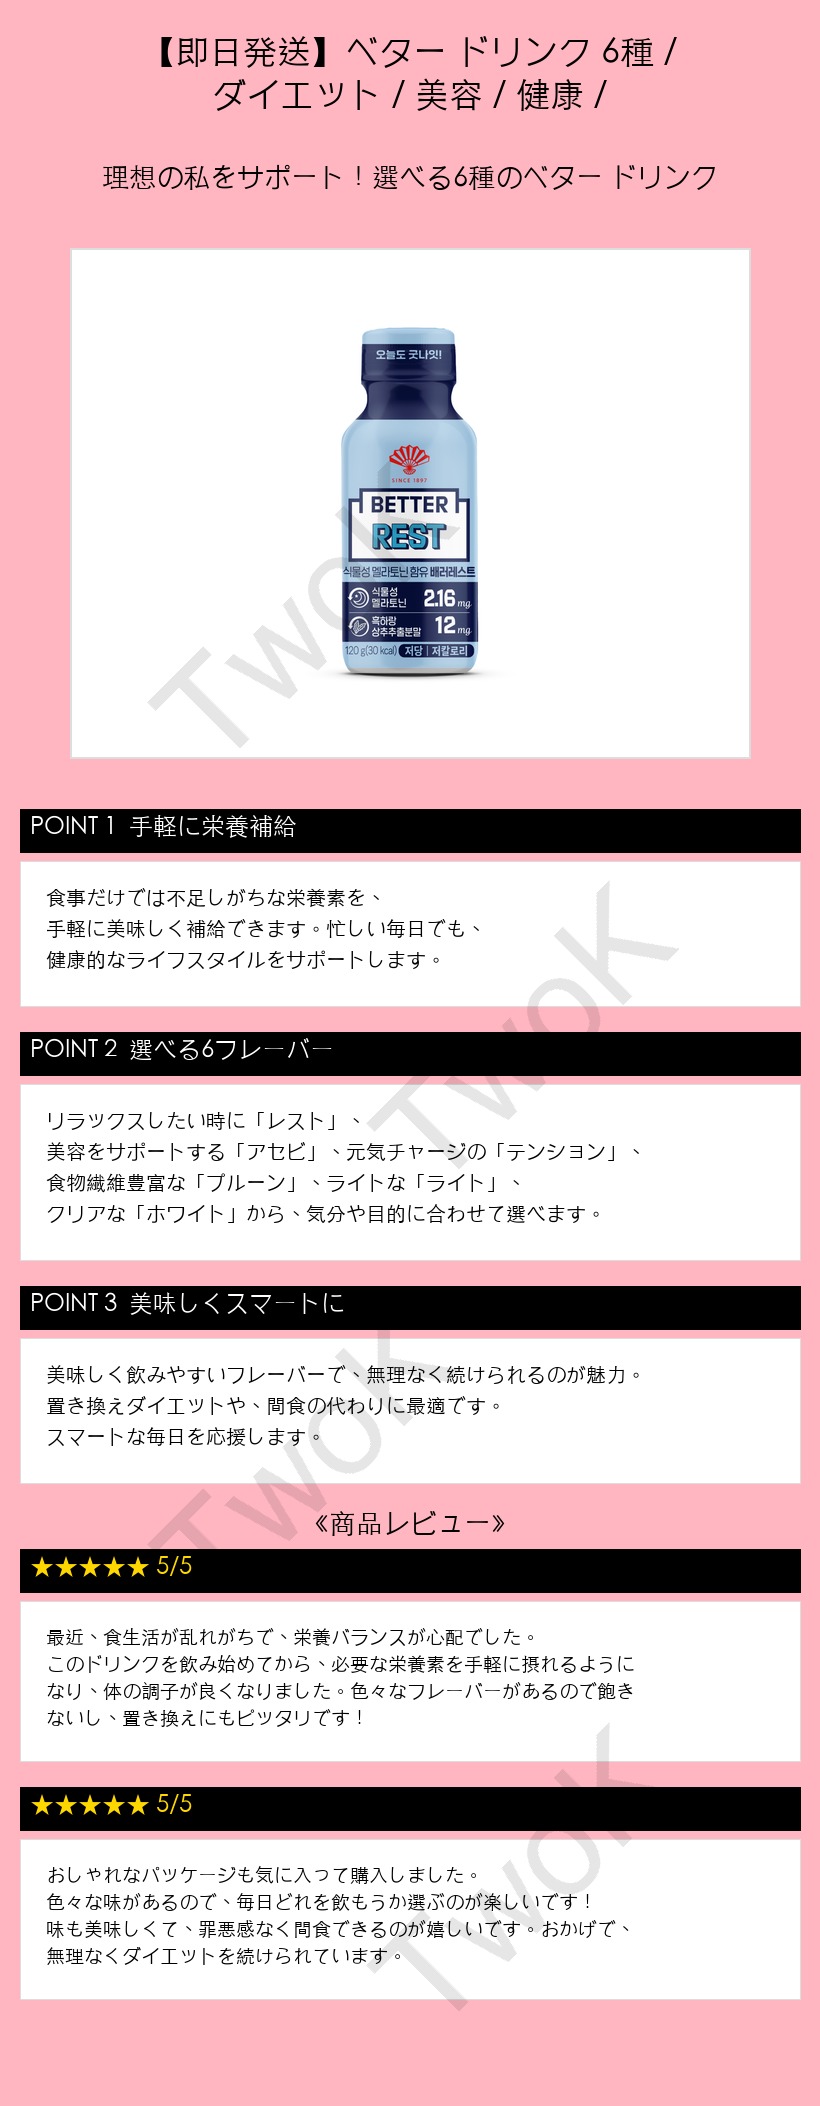 【即日発送】ベター ドリンク 6種 /
ダイエット / 美容 / 健康 /
理想の私をサポート！選べる6種のベター ドリンク
오늘도 굿나잇!
SINCE 1897
BETTER
REST
식물성 멜라토닌 함유 배러레스트
식물성
멜라토닌 2.16 mg
흑하랑
상추추출분말 12 mg
120 g(30 kcal) 저당 | 저칼로리
TwoK
POINT 1 手軽に栄養補給
食事だけでは不足しがちな栄養素を、
手軽に美味しく補給できます。忙しい毎日でも、
健康的なライフスタイルをサポートします。
TwoK
POINT 2 選べる6フレーバー
リラックスしたい時に「レスト」、
美容をサポートする「アセビ」、元気チャージの「テンション」、
食物繊維豊富な「プルーン」、ライトな「ライト」、
クリアな「ホワイト」から、気分や目的に合わせて選べます。
POINT 3 美味しくスマートに
美味しく飲みやすいフレーバーで、無理なく続けられるのが魅力。
置き換えダイエットや、間食の代わりに最適です。
スマートな毎日を応援します。
TwoK
《商品レビュー》
★★★★★ 5/5
最近、食生活が乱れがちで、栄養バランスが心配でした。
このドリンクを飲み始めてから、必要な栄養素を手軽に摂れるように
なり、体の調子が良くなりました。色々なフレーバーがあるので飽き
ないし、置き換えにもピッタリです！
★★★★★ 5/5
おしゃれなパッケージも気に入って購入しました。
色々な味があるので、毎日どれを飲もうか選ぶのが楽しいです！
味も美味しくて、罪悪感なく間食できるのが嬉しいです。おかげで、
無理なくダイエットを続けられています。
TwoK